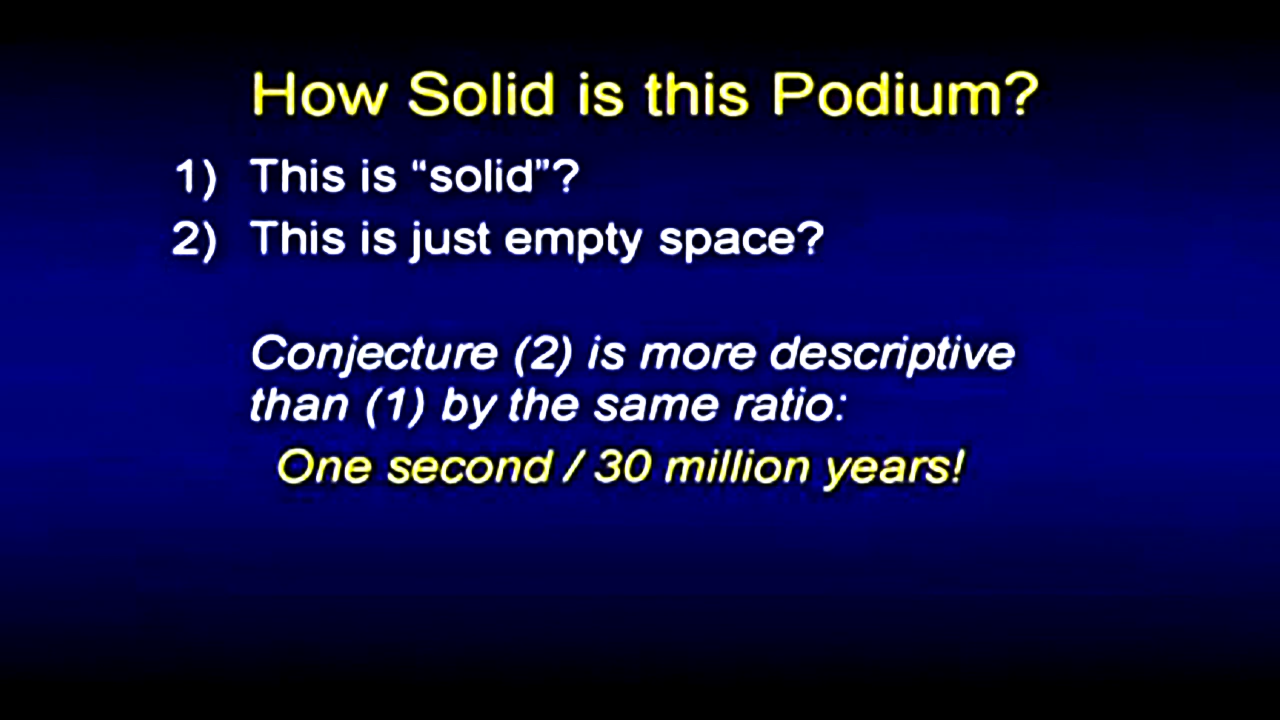 How Solid is this Podium?
1) This is “solid”?
2) This is just empty space?
Conjecture (2) is more descriptive
than (1) by the same ratio:
One second / 30 million years!